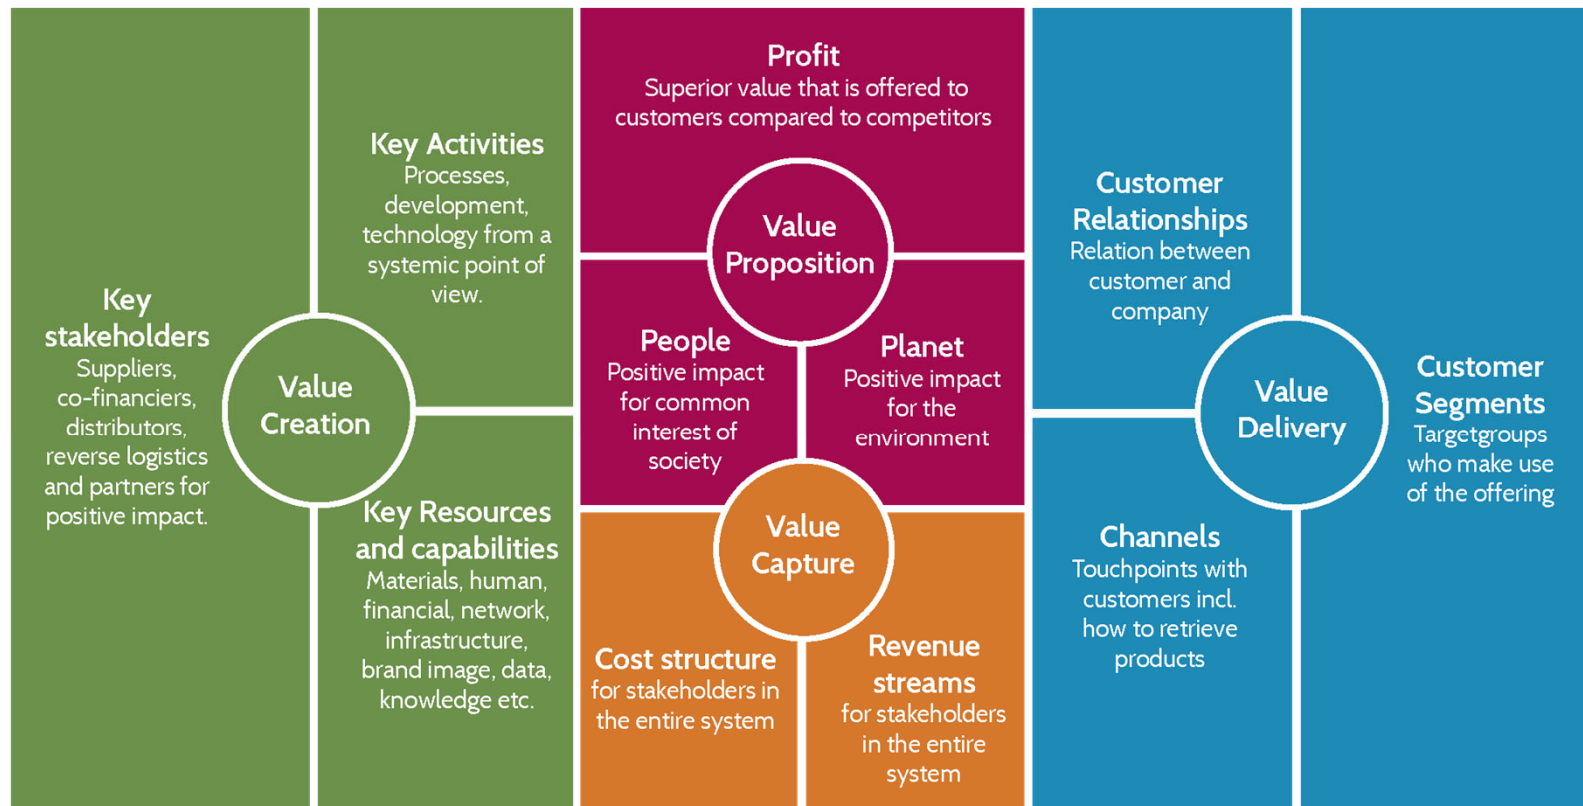 Key
stakeholders
Suppliers,
co-financiers,
distributors,
reverse logistics
and partners for
positive impact.
Value
Creation
Key Activities
Processes,
development,
technology from a
systemic point of
view.
Key Resources
and capabilities
Materials, human,
financial, network,
infrastructure,
brand image, data,
knowledge etc.
Profit
Superior value that is offered to
customers compared to competitors
Value
Proposition
People
Positive impact
for common
interest of
society
Planet
Positive impact
for the
environment
Value
Capture
Cost structure
for stakeholders in
the entire system
Revenue
streams
for stakeholders
in the entire
system
Customer
Relationships
Relation between
customer and
company
Value
Delivery
Channels
Touchpoints with
customers incl.
how to retrieve
products
Customer
Segments
Targetgroups
who make use
of the offering